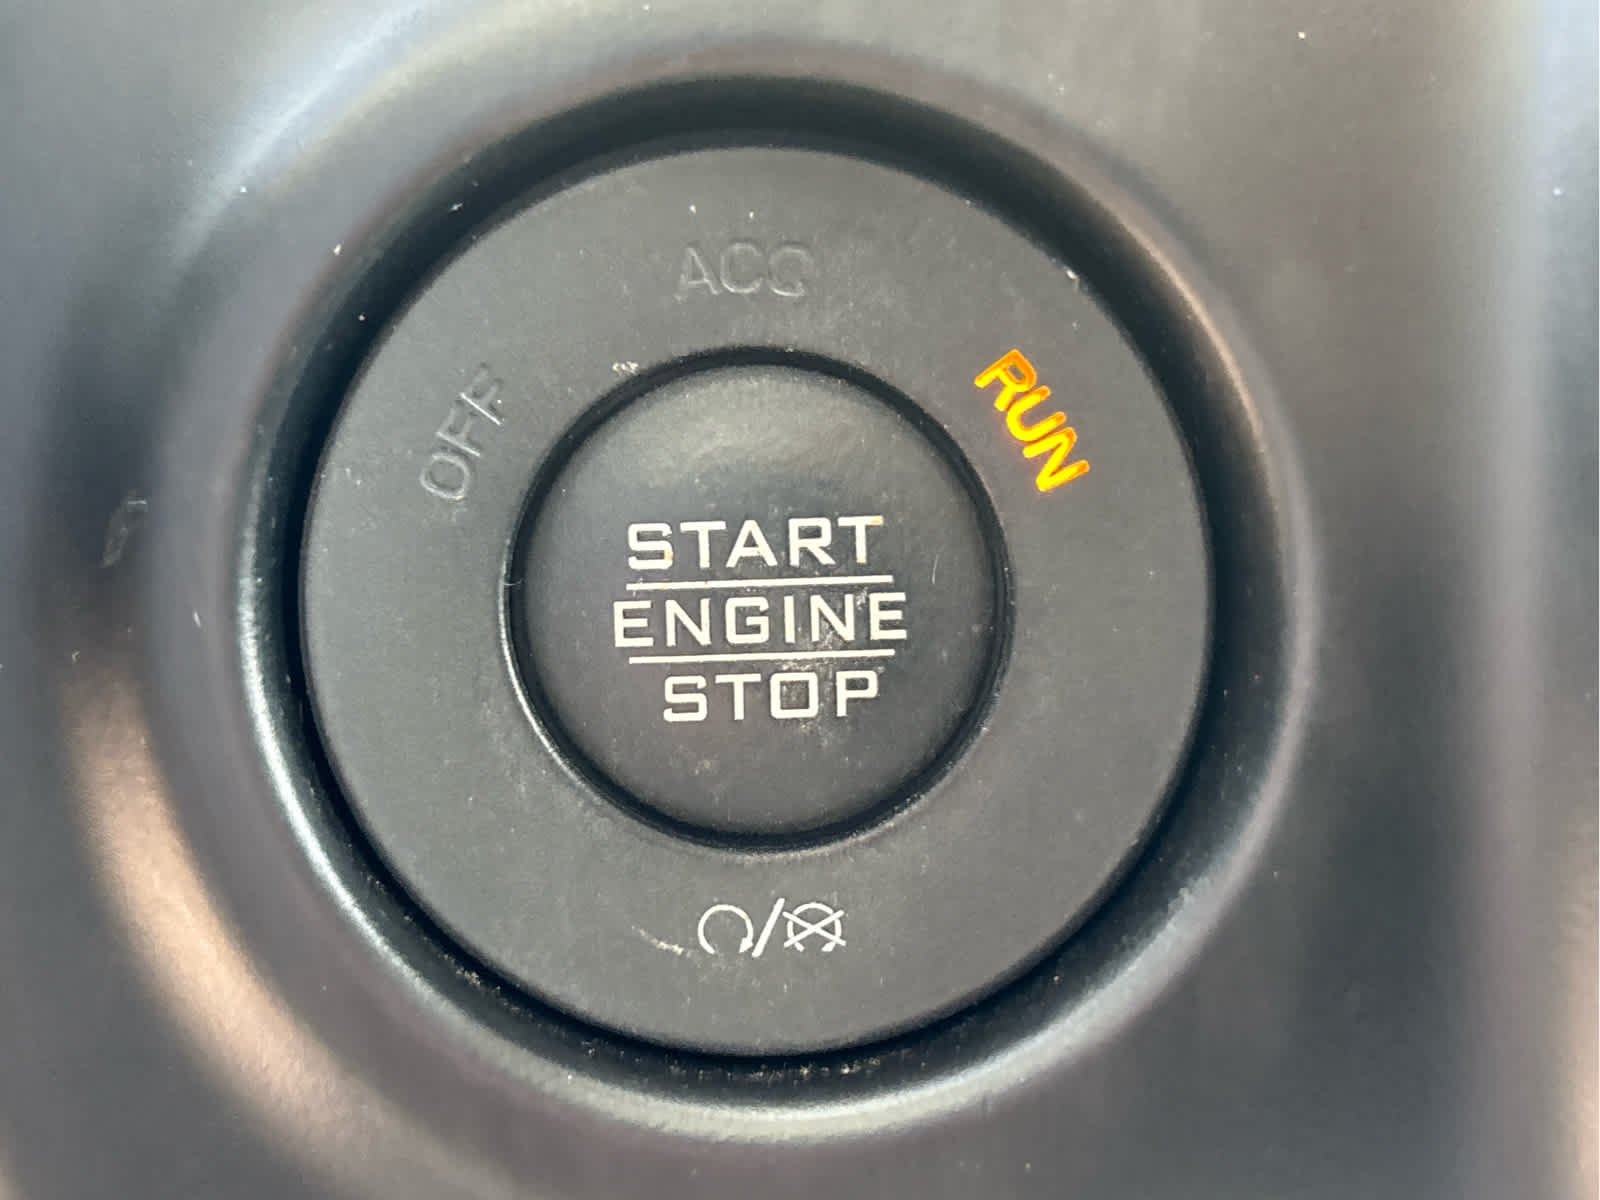 ACC
OFF
RUN
START
ENGINE
STOP